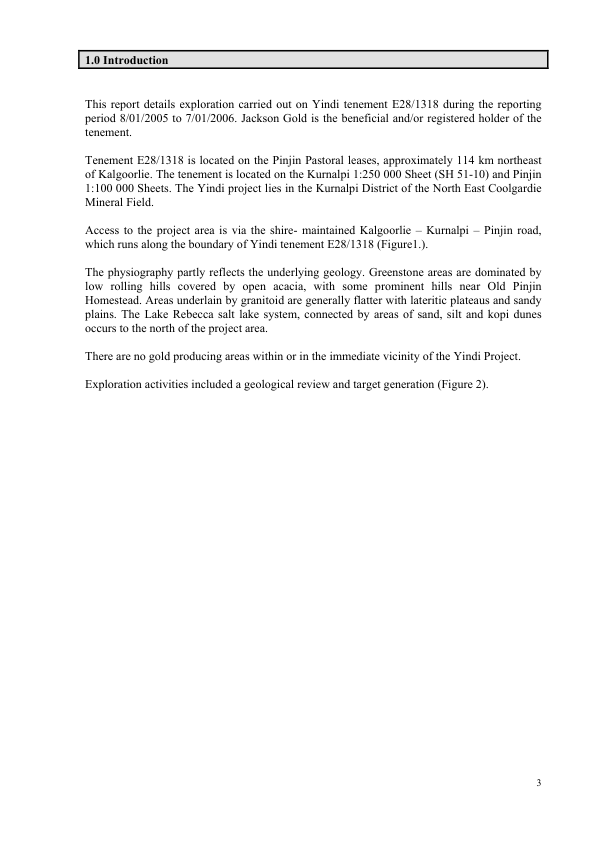 1.0 Introduction
This report details exploration carried out on Yindi tenement E28/1318 during the reporting
period 8/01/2005 to 7/01/2006. Jackson Gold is the beneficial and/or registered holder of the
tenement.
Tenement E28/1318 is located on the Pinjin Pastoral leases, approximately 114 km northeast
of Kalgoorlie. The tenement is located on the Kurnalpi 1:250 000 Sheet (SH 51-10) and Pinjin
1:100 000 Sheets. The Yindi project lies in the Kurnalpi District of the North East Coolgardie
Mineral Field.
Access to the project area is via the shire- maintained Kalgoorlie – Kurnalpi – Pinjin road,
which runs along the boundary of Yindi tenement E28/1318 (Figure1.).
The physiography partly reflects the underlying geology. Greenstone areas are dominated by
low rolling hills covered by open acacia, with some prominent hills near Old Pinjin
Homestead. Areas underlain by granitoid are generally flatter with lateritic plateaus and sandy
plains. The Lake Rebecca salt lake system, connected by areas of sand, silt and kopi dunes
occurs to the north of the project area.
There are no gold producing areas within or in the immediate vicinity of the Yindi Project.
Exploration activities included a geological review and target generation (Figure 2).
3